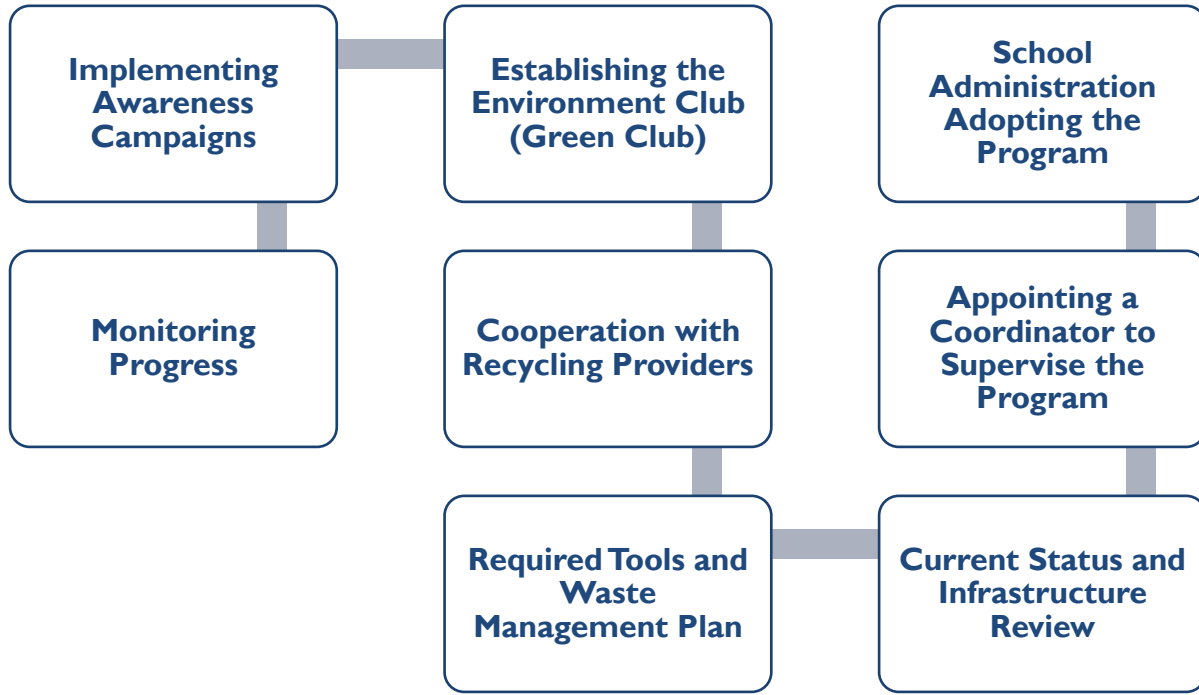 Implementing
Awareness
Campaigns
Establishing the
Environment Club
(Green Club)
School
Administration
Adopting the
Program
Monitoring
Progress
Cooperation with
Recycling Providers
Appointing a
Coordinator to
Supervise the
Program
Required Tools and
Waste
Management Plan
Current Status and
Infrastructure
Review